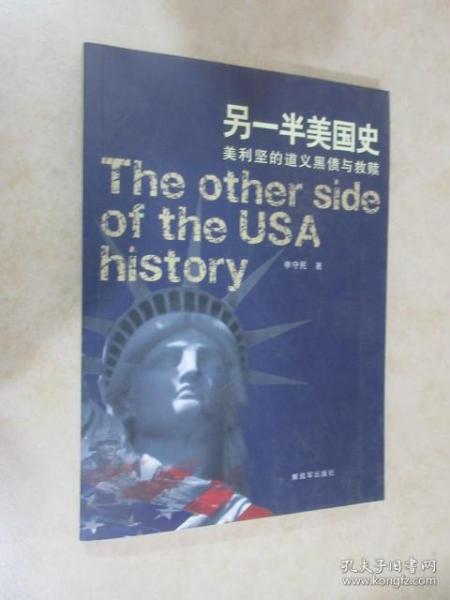 另一半美国史
美利坚的道义黑债与救赎
The other side
of the USA
history
李守民 著
解放军出版社
孔夫子旧书网
www.kongfz.com